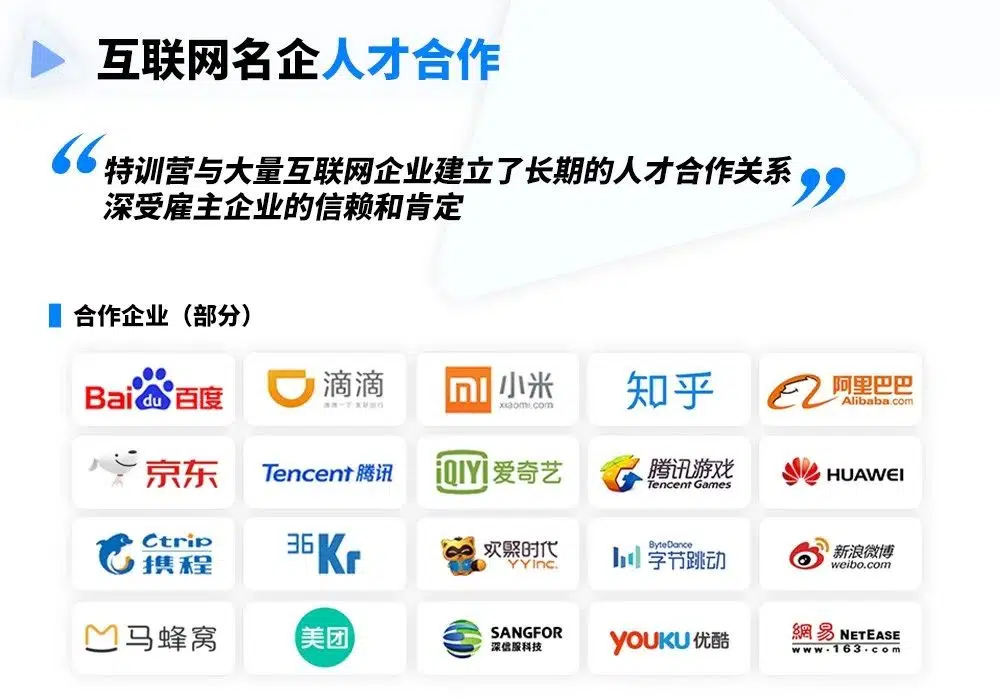 互联网名企人才合作
“特训营与大量互联网企业建立了长期的人才合作关系
深受雇主企业的信赖和肯定”
合作企业（部分）
Bai du 百度
滴滴
mi 小米
xiaomi.com
知乎
阿里巴巴
Alibaba.com
京东
Tencent 腾讯
iQIYI 爱奇艺
腾讯游戏
Tencent Games
HUAWEI
Ctrip
携程
36Kr
欢聚时代
YY Inc.
ByteDance
字节跳动
新浪微博
weibo.com
马蜂窝
美团
SANGFOR
深信服科技
YOUKU 优酷
網易 NETEASE
www.163.com